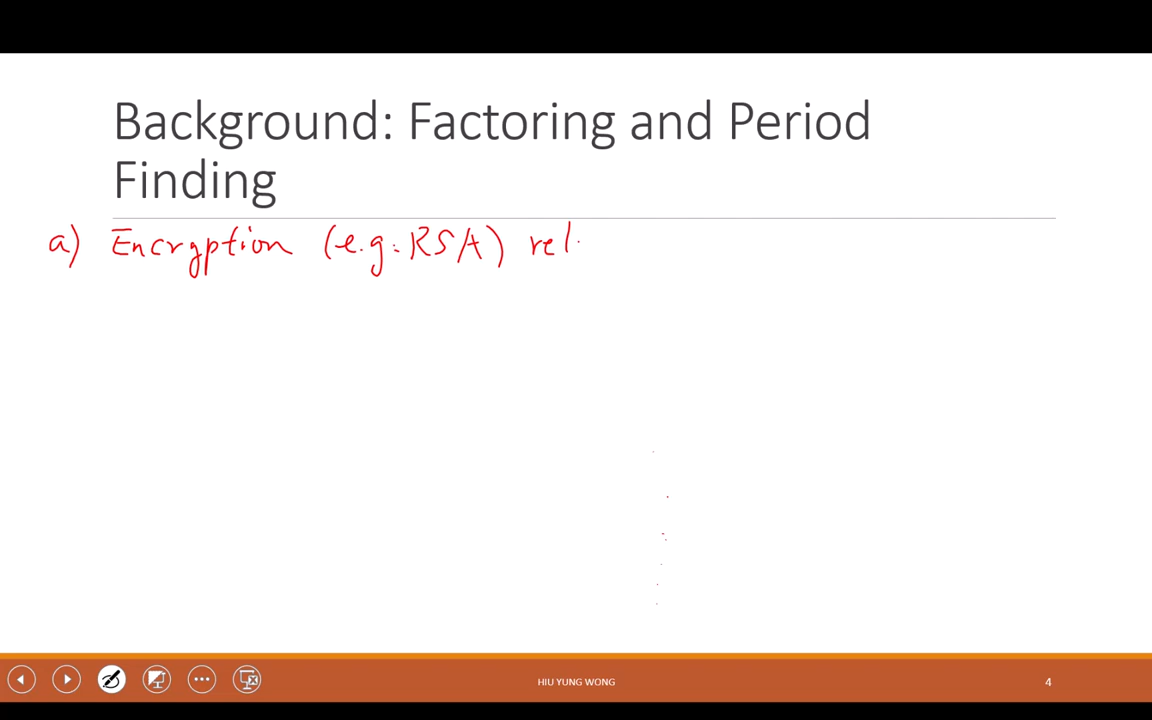 Background: Factoring and Period
Finding
a) Encryption (e.g: RSA) rel
HIU YUNG WONG
4